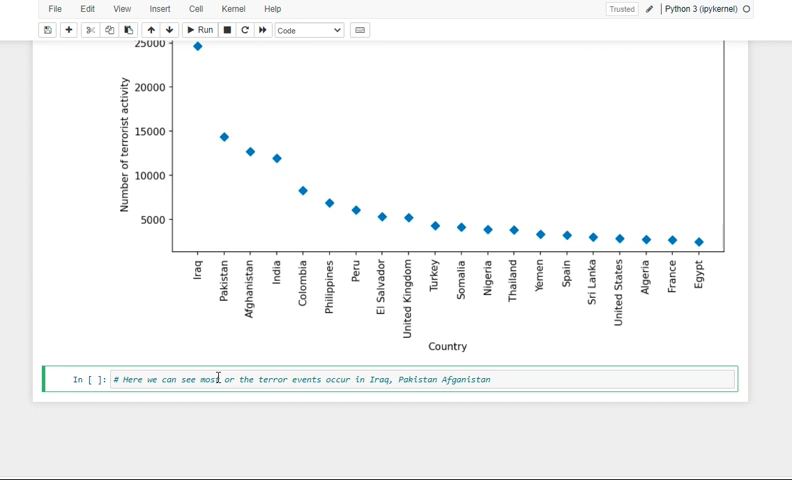 File Edit View Insert Cell Kernel Help Trusted Python 3 (ipykernel)
Run Code
25000
20000
15000
10000
5000
Number of terrorist activity
Iraq
Pakistan
Afghanistan
India
Colombia
Philippines
Peru
El Salvador
United Kingdom
Turkey
Somalia
Nigeria
Thailand
Yemen
Spain
Sri Lanka
United States
Algeria
France
Egypt
Country
In [ ]: # Here we can see most or the terror events occur in Iraq, Pakistan Afganistan